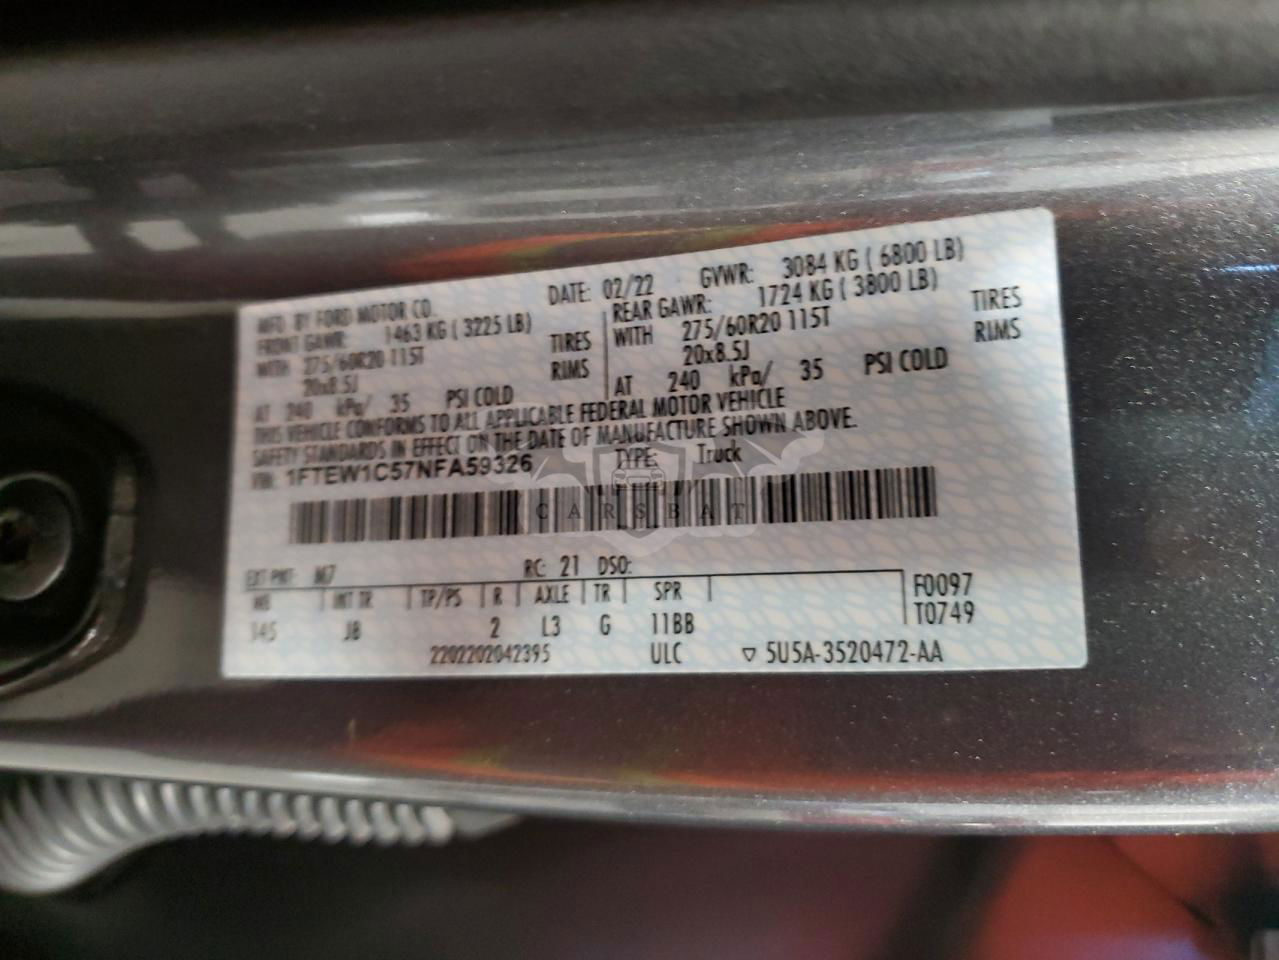 MFD. BY FORD MOTOR CO. DATE: 02/22 GVWR: 3084 KG ( 6800 LB)
FRONT GAWR: 1463 KG ( 3225 LB) REAR GAWR: 1724 KG ( 3800 LB)
WITH 275/60R20 115T TIRES WITH 275/60R20 115T TIRES
20x8.5J RIMS 20x8.5J RIMS
AT 240 kPa/ 35 PSI COLD AT 240 kPa/ 35 PSI COLD
THIS VEHICLE CONFORMS TO ALL APPLICABLE FEDERAL MOTOR VEHICLE
SAFETY STANDARDS IN EFFECT ON THE DATE OF MANUFACTURE SHOWN ABOVE.
VIN: 1FTEW1C57NFA59326 TYPE: Truck
CARSBAT
EXT PNT: M7 RC: 21 DSO:
WB INT TR TP/PS R AXLE TR SPR F0097
145 JB 2 L3 G 11BB T0749
2202202042395 ULC ▽ 5U5A-3520472-AA